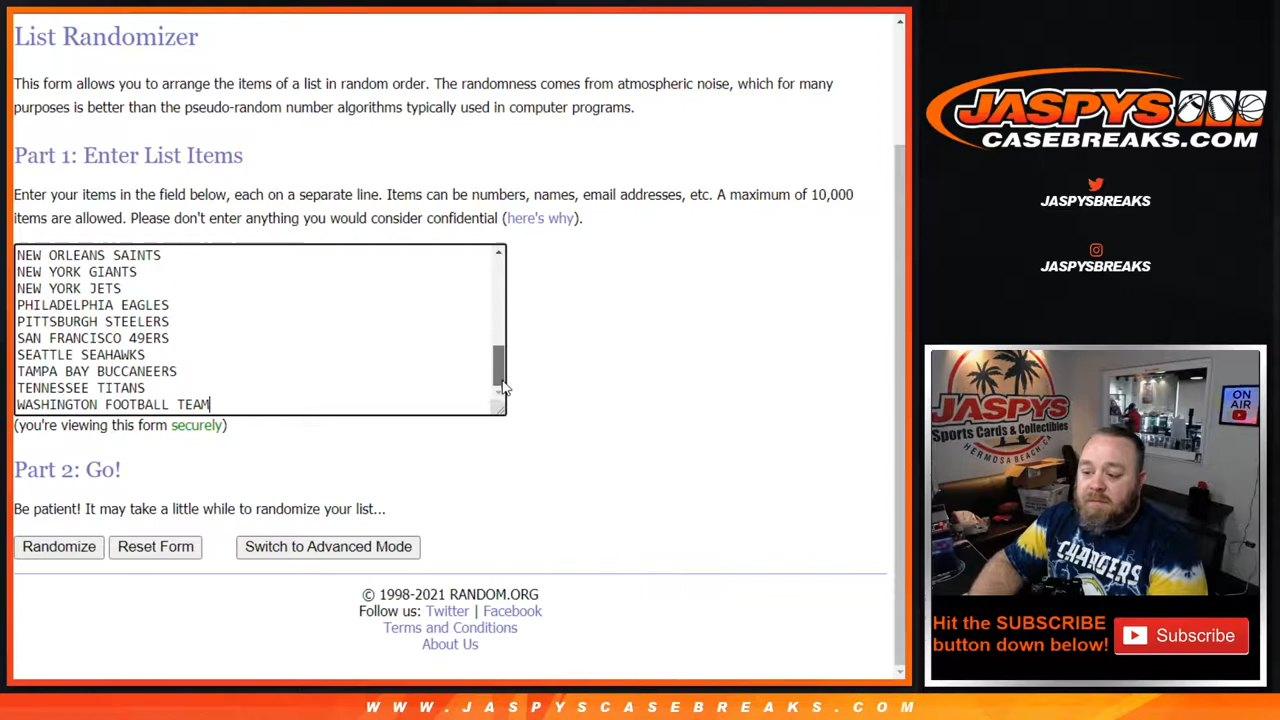 List Randomizer
This form allows you to arrange the items of a list in random order. The randomness comes from atmospheric noise, which for many
purposes is better than the pseudo-random number algorithms typically used in computer programs.
Part 1: Enter List Items
Enter your items in the field below, each on a separate line. Items can be numbers, names, email addresses, etc. A maximum of 10,000
items are allowed. Please don't enter anything you would consider confidential (here's why).
NEW ORLEANS SAINTS
NEW YORK GIANTS
NEW YORK JETS
PHILADELPHIA EAGLES
PITTSBURGH STEELERS
SAN FRANCISCO 49ERS
SEATTLE SEAHAWKS
TAMPA BAY BUCCANEERS
TENNESSEE TITANS
WASHINGTON FOOTBALL TEAM
(you're viewing this form securely)
Part 2: Go!
Be patient! It may take a little while to randomize your list...
Randomize
Reset Form
Switch to Advanced Mode
© 1998-2021 RANDOM.ORG
Follow us: Twitter | Facebook
Terms and Conditions
About Us
JASPYS
CASEBREAKS.COM
JASPYSBREAKS
JASPYSBREAKS
JASPYS
Sports Cards & Collectibles
HERMOSA BEACH, CA
ON AIR
CHARGERS
Hit the SUBSCRIBE
button down below!
Subscribe
WWW.JASPYSCASEBREAKS.COM